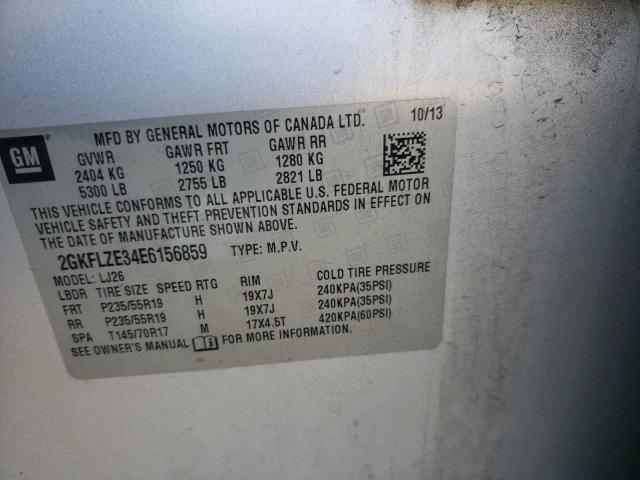 GM
MFD BY GENERAL MOTORS OF CANADA LTD. 10/13
GVWR GAWR FRT GAWR RR
2404 KG 1250 KG 1280 KG
5300 LB 2755 LB 2821 LB
THIS VEHICLE CONFORMS TO ALL APPLICABLE U.S. FEDERAL MOTOR
VEHICLE SAFETY AND THEFT PREVENTION STANDARDS IN EFFECT ON
THE DATE OF MANUFACTURE SHOWN ABOVE.
2GKFLZE34E6156859 TYPE: M.P.V.
MODEL: LJ26
LBDR TIRE SIZE SPEED RTG RIM COLD TIRE PRESSURE
FRT P235/55R19 H 19X7J 240KPA(35PSI)
RR P235/55R19 H 19X7J 240KPA(35PSI)
SPA T145/70R17 M 17X4.5T 420KPA(60PSI)
SEE OWNER'S MANUAL FOR MORE INFORMATION.